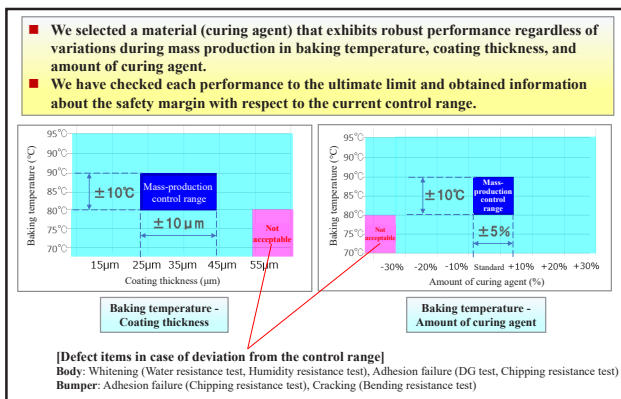 We selected a material (curing agent) that exhibits robust performance regardless of
variations during mass production in baking temperature, coating thickness, and
amount of curing agent.
We have checked each performance to the ultimate limit and obtained information
about the safety margin with respect to the current control range.
Baking temperature (℃)
95℃
90℃
85℃
80℃
75℃
70℃
±10℃
Mass-production
control range
±10μm
Not
acceptable
15μm 25μm 35μm 45μm 55μm
Coating thickness (μm)
Baking temperature -
Coating thickness
Baking temperature (℃)
95℃
90℃
85℃
80℃
75℃
70℃
±10℃
Mass-
production
control
range
±5%
Not
acceptable
-30% -20% -10% Standard +10% +20% +30%
Amount of curing agent (%)
Baking temperature -
Amount of curing agent
[Defect items in case of deviation from the control range]
Body: Whitening (Water resistance test, Humidity resistance test), Adhesion failure (DG test, Chipping resistance test)
Bumper: Adhesion failure (Chipping resistance test), Cracking (Bending resistance test)